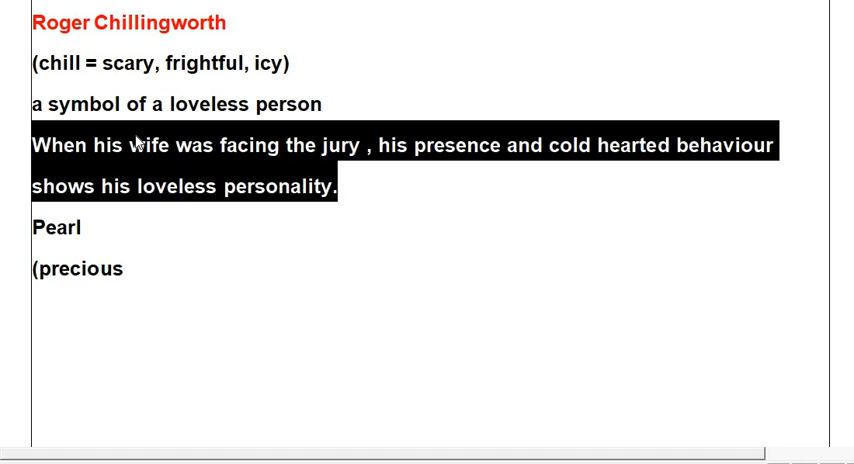 Roger Chillingworth
(chill = scary, frightful, icy)
a symbol of a loveless person
When his wife was facing the jury , his presence and cold hearted behaviour
shows his loveless personality.
Pearl
(precious